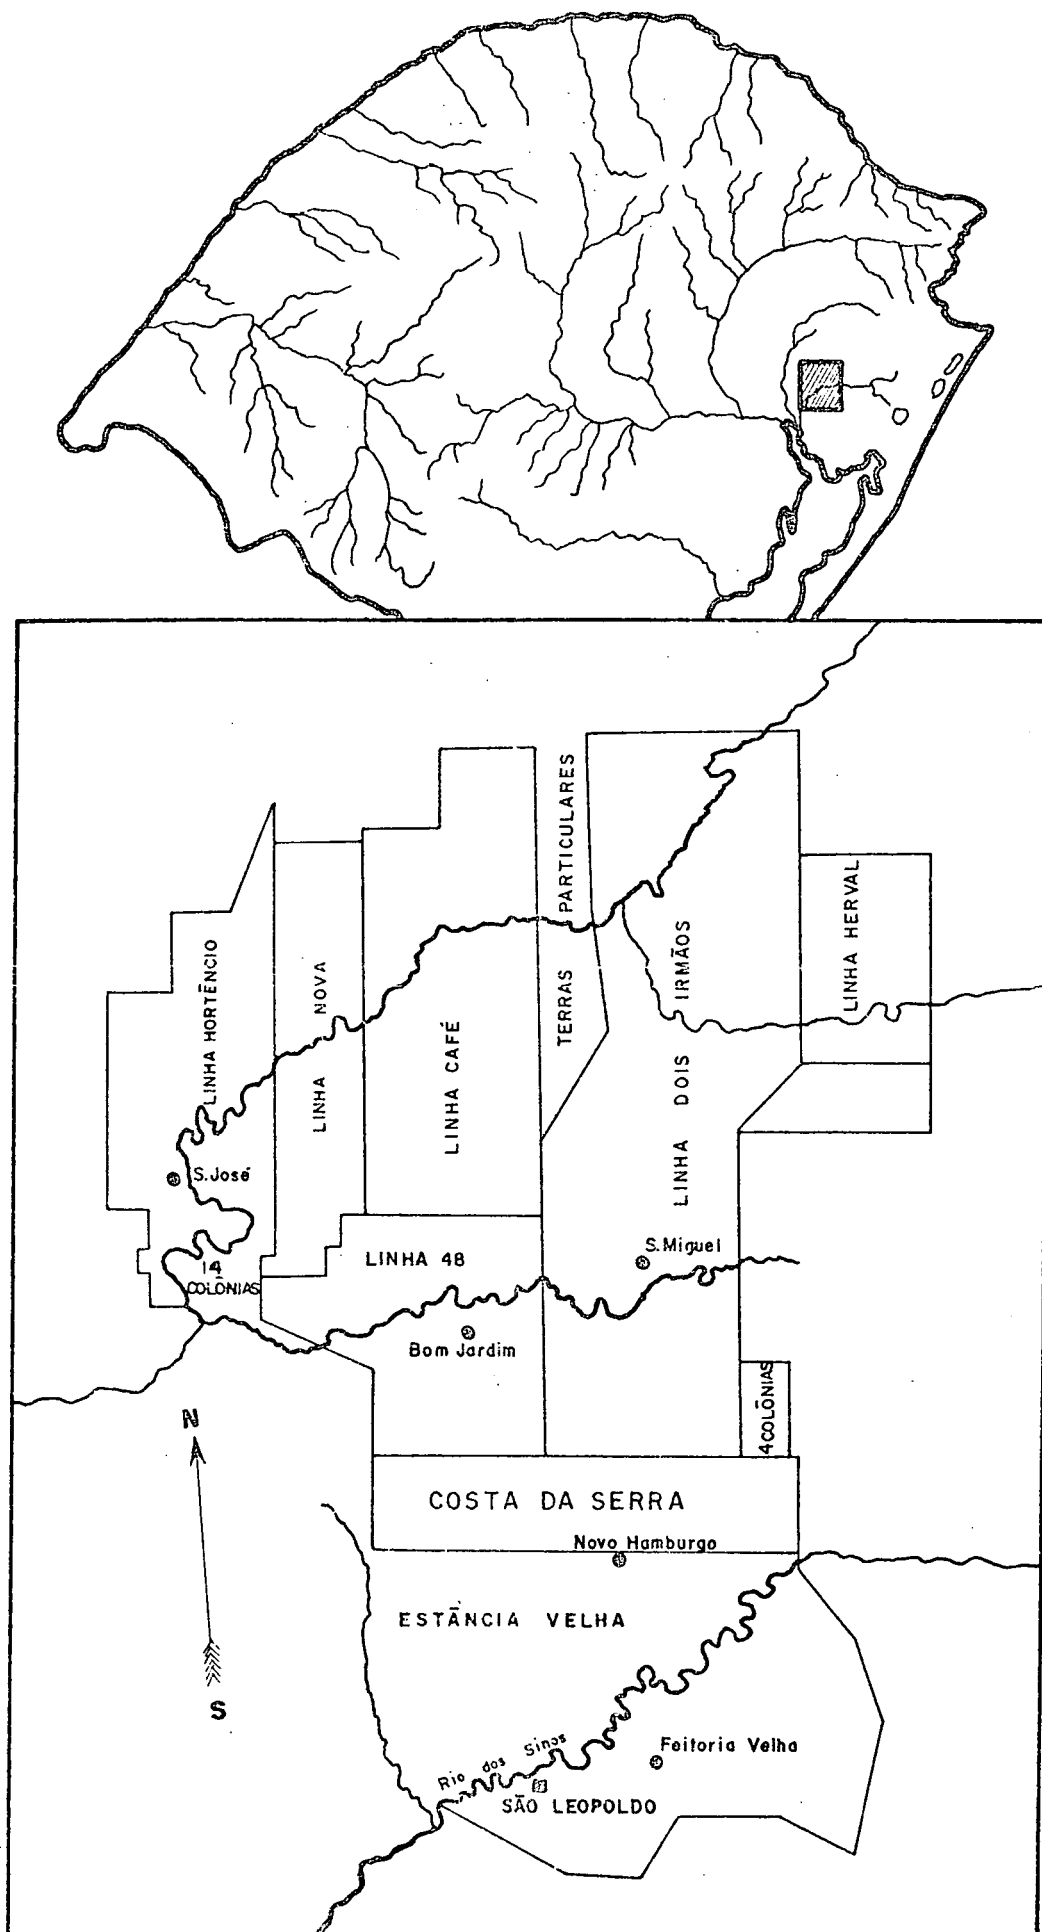 TERRAS PARTICULARES
LINHA HORTÊNCIO
LINHA NOVA
LINHA CAFÉ
LINHA DOIS IRMÃOS
LINHA HERVAL
S. José
14
COLÔNIAS
LINHA 48
S. Miguel
Bom Jardim
4 COLÔNIAS
N
S
COSTA DA SERRA
Novo Hamburgo
ESTÂNCIA VELHA
Rio dos Sinos
Feitoria Velha
SÃO LEOPOLDO